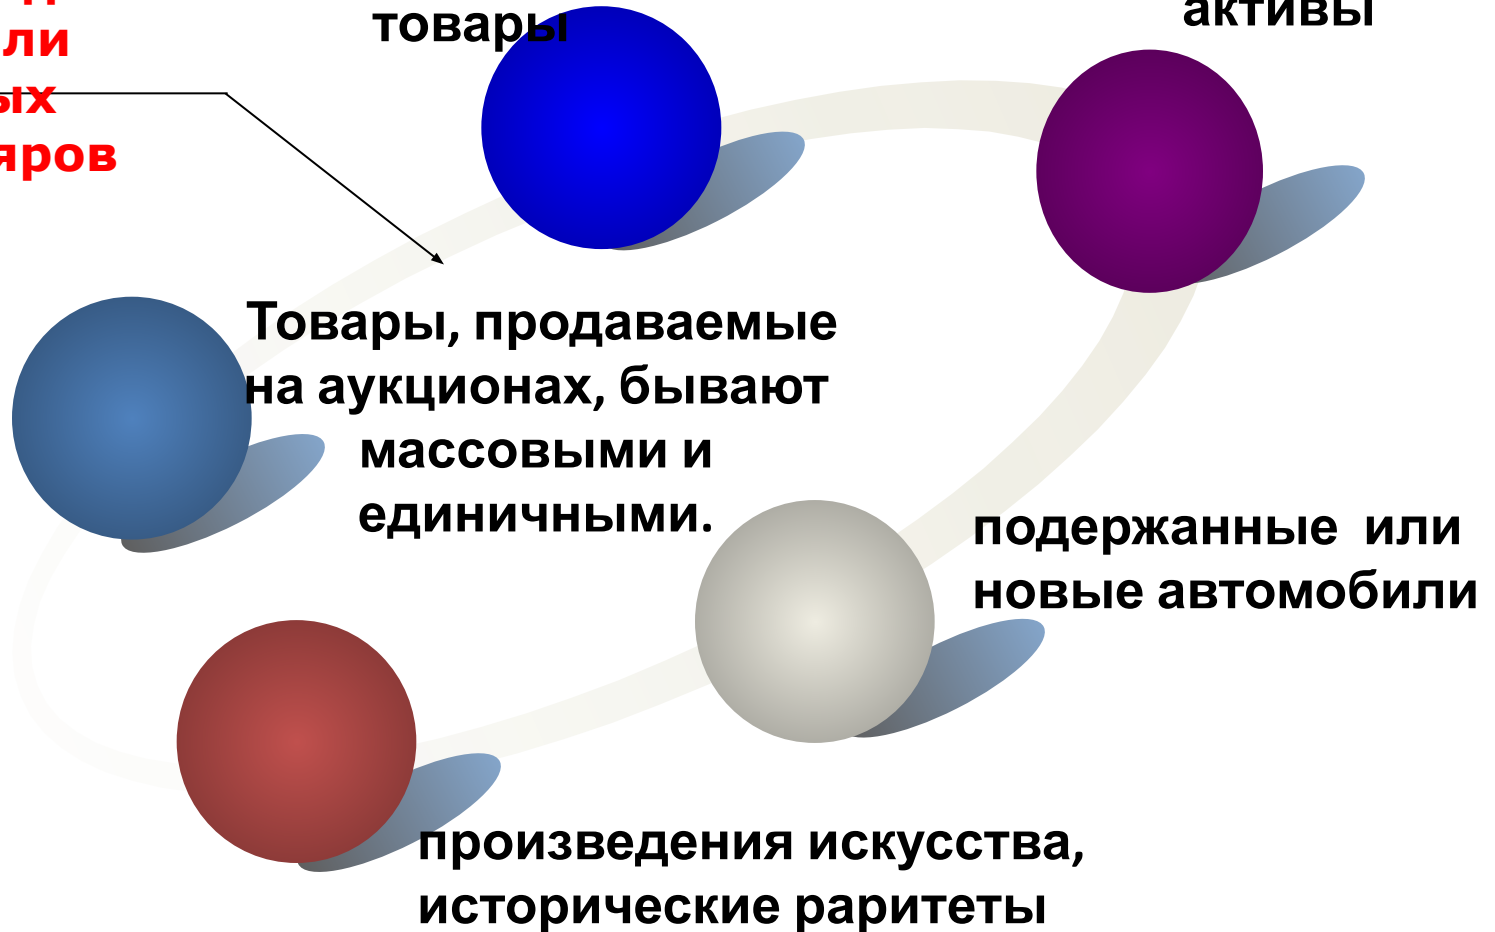 ли
ых
яров
товары
активы
Товары, продаваемые
на аукционах, бывают
массовыми и
единичными.
подержанные или
новые автомобили
произведения искусства,
исторические раритеты